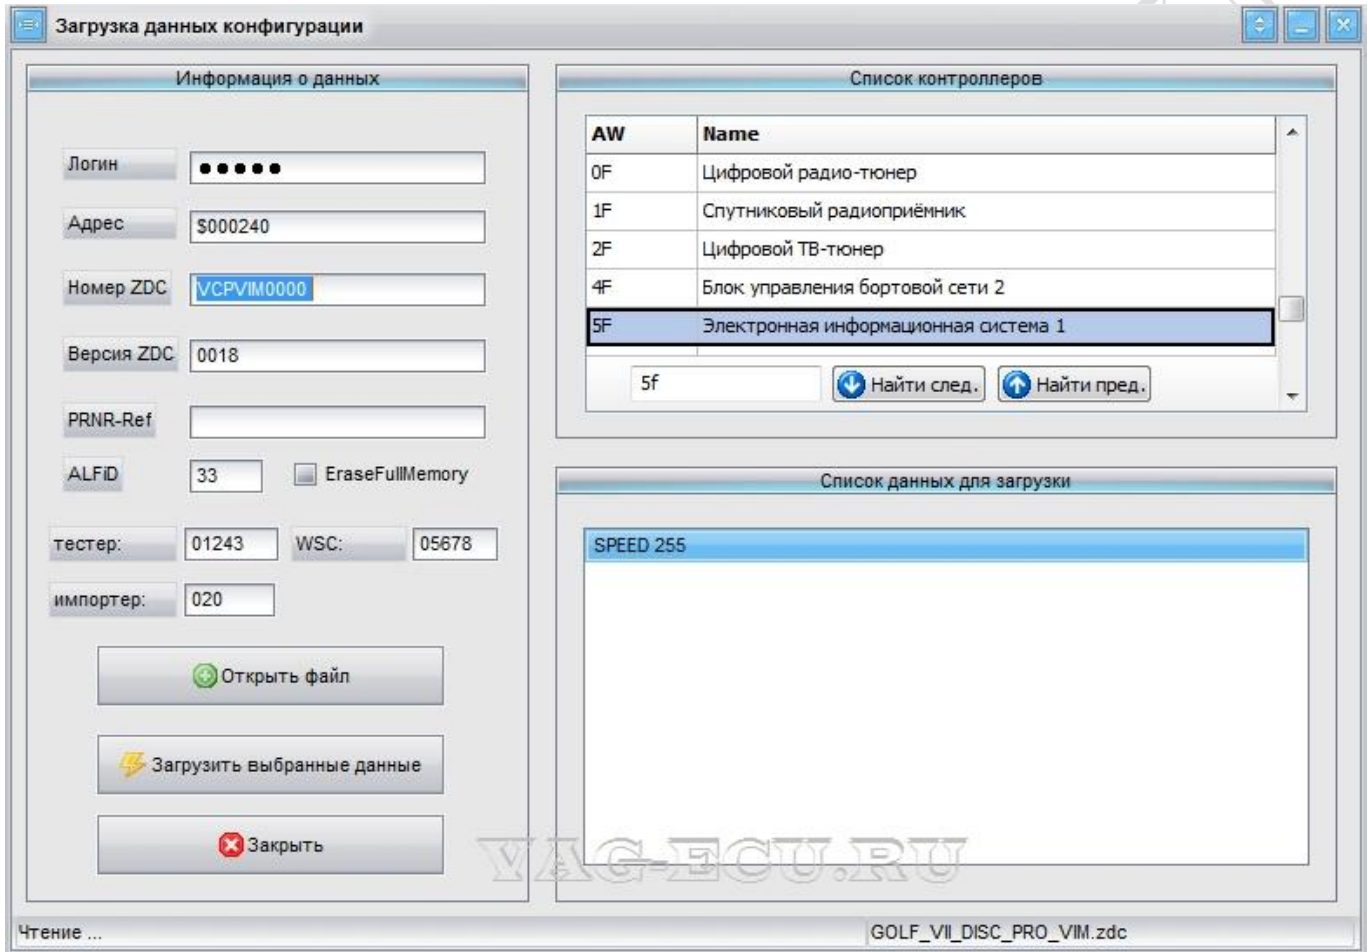 Загрузка данных конфигурации
Информация о данных
Логин
●●●●●
Адрес
$000240
Номер ZDC
VCPVIM0000
Версия ZDC
0018
PRNR-Ref
ALFiD
33
EraseFullMemory
тестер:
01243
WSC:
05678
импортер:
020
Открыть файл
Загрузить выбранные данные
Закрыть
Список контроллеров
AW Name
0F Цифровой радио-тюнер
1F Спутниковый радиоприёмник
2F Цифровой ТВ-тюнер
4F Блок управления бортовой сети 2
5F Электронная информационная система 1
5f
Найти след.
Найти пред.
Список данных для загрузки
SPEED 255
YAG-ECU.RU
Чтение ...
GOLF_VII_DISC_PRO_VIM.zdc